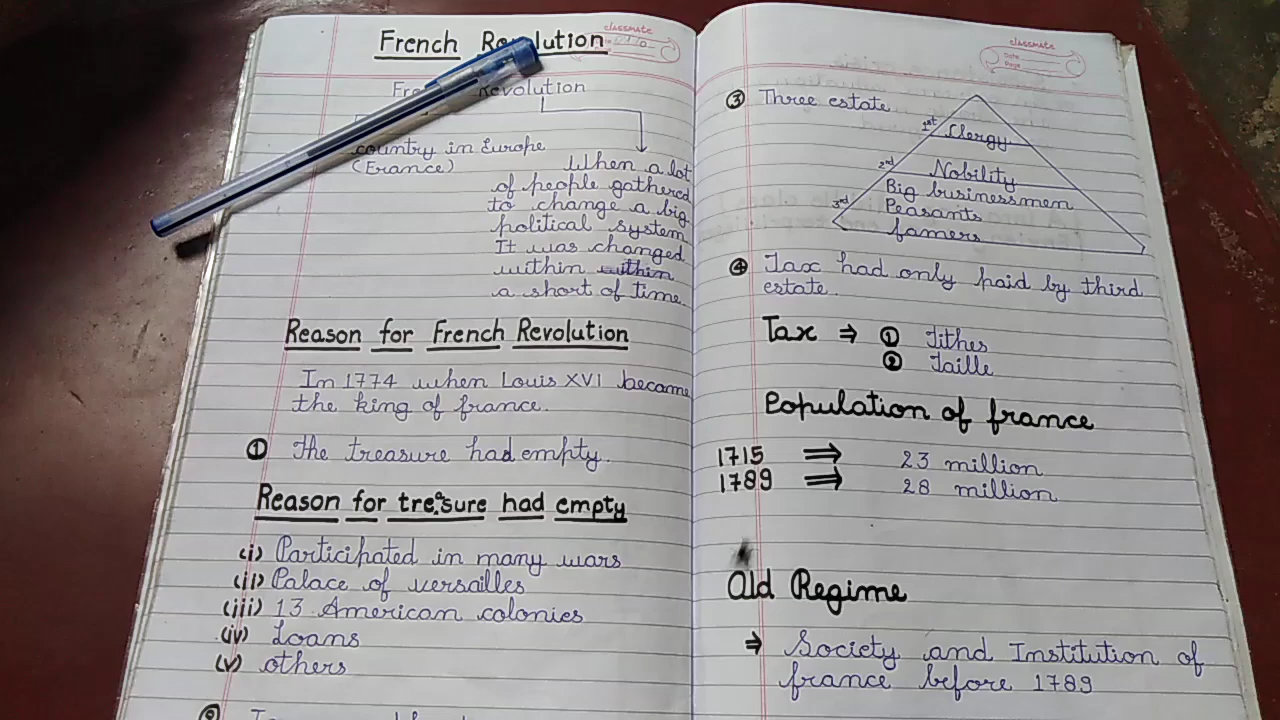 French Revolution
Revolution
country in Europe
(France)
When a lot
of people gathered
to change a big
political system
It was changed
within within
a short of time.
Reason for French Revolution
In 1774 when Louis XVI became
the king of france.
① The treasure had empty.
Reason for treasure had empty
(i) Participated in many wars
(ii) Palace of versailles
(iii) 13 American colonies
(iv) Loans
(v) others
classmate
Date
Page
③ Three estate
1st Clergy
2nd Nobility
Big businessmen
3rd Peasants
famers
④ Tax had only paid by third
estate.
Tax ⇒ ① Tithes
② Taille
Population of france
1715 ⇒ 23 million
1789 ⇒ 28 million
Old Regime
⇒ Society and Institution of
france before 1789